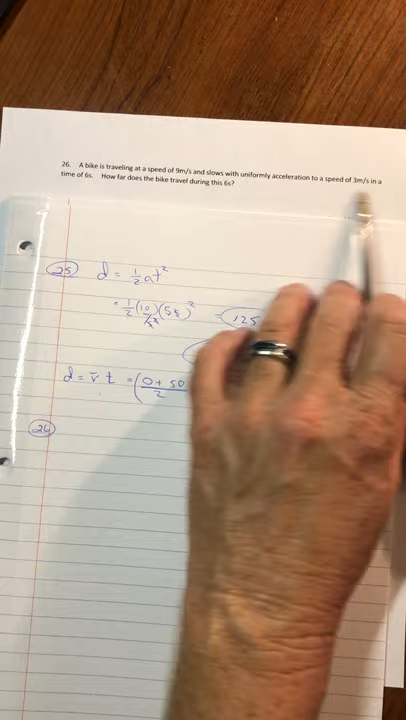 26. A bike is traveling at a speed of 9m/s and slows with uniformly acceleration to a speed of 3m/s in a
time of 6s. How far does the bike travel during this 6s?
25 d = ½at²
= ½(10 m/s²)(5s)² = 125
d = v̄ t = (0 + 50
2
26